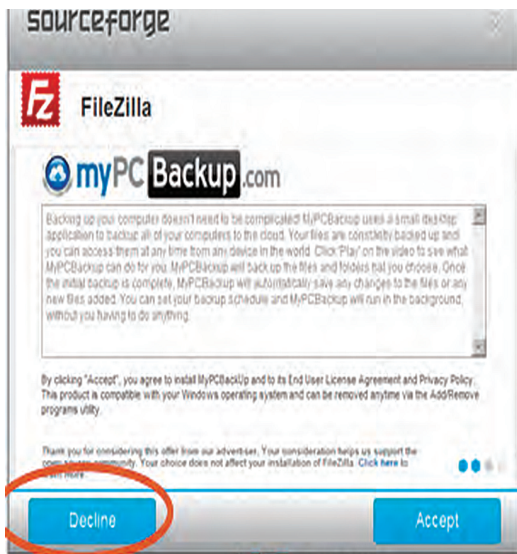 sourceforge
Fz FileZilla
myPC Backup .com
Backing up your computer doesn't need to be complicated! MyPCBackup uses a small desktop
application to backup all of your computers to the cloud. Your files are constantly backed up and
you can access them at any time from any device in the world. Click 'Play' on the video to see what
MyPCBackup can do for you. MyPCBackup will back up the files and folders that you choose. Once
the initial backup is complete, MyPCBackup will automatically save any changes to the files or any
new files added. You can set your backup schedule and MyPCBackup will run in the background,
without you having to do anything.
By clicking "Accept", you agree to install MyPCBackUp and to its End User License Agreement and Privacy Policy.
This product is compatible with your Windows operating system and can be removed anytime via the Add/Remove
programs utility.
Thank you for considering this offer from our advertiser. Your consideration helps us support the
open source community. Your choice does not affect your installation of FileZilla. Click here to
learn more.
Decline
Accept